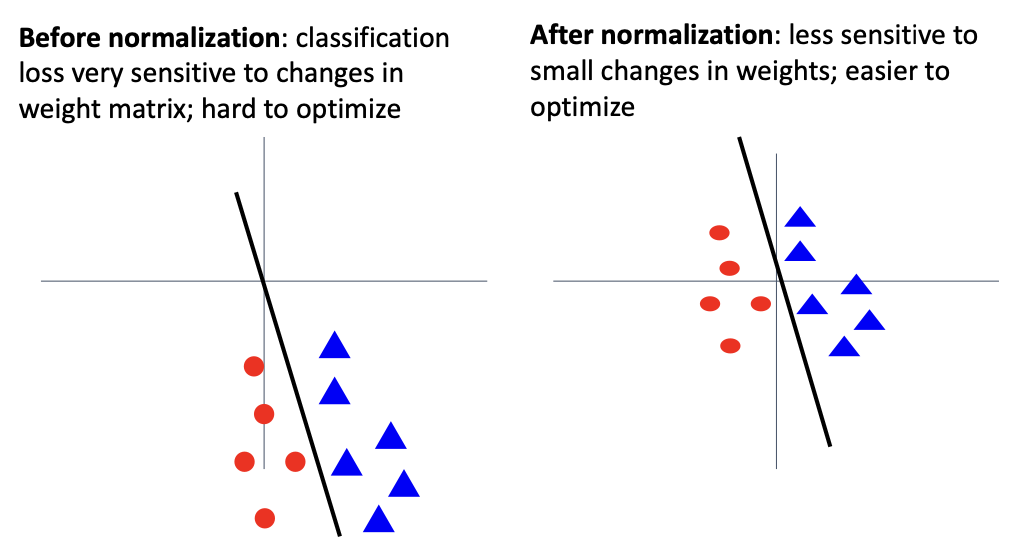 Before normalization: classification
loss very sensitive to changes in
weight matrix; hard to optimize
After normalization: less sensitive to
small changes in weights; easier to
optimize